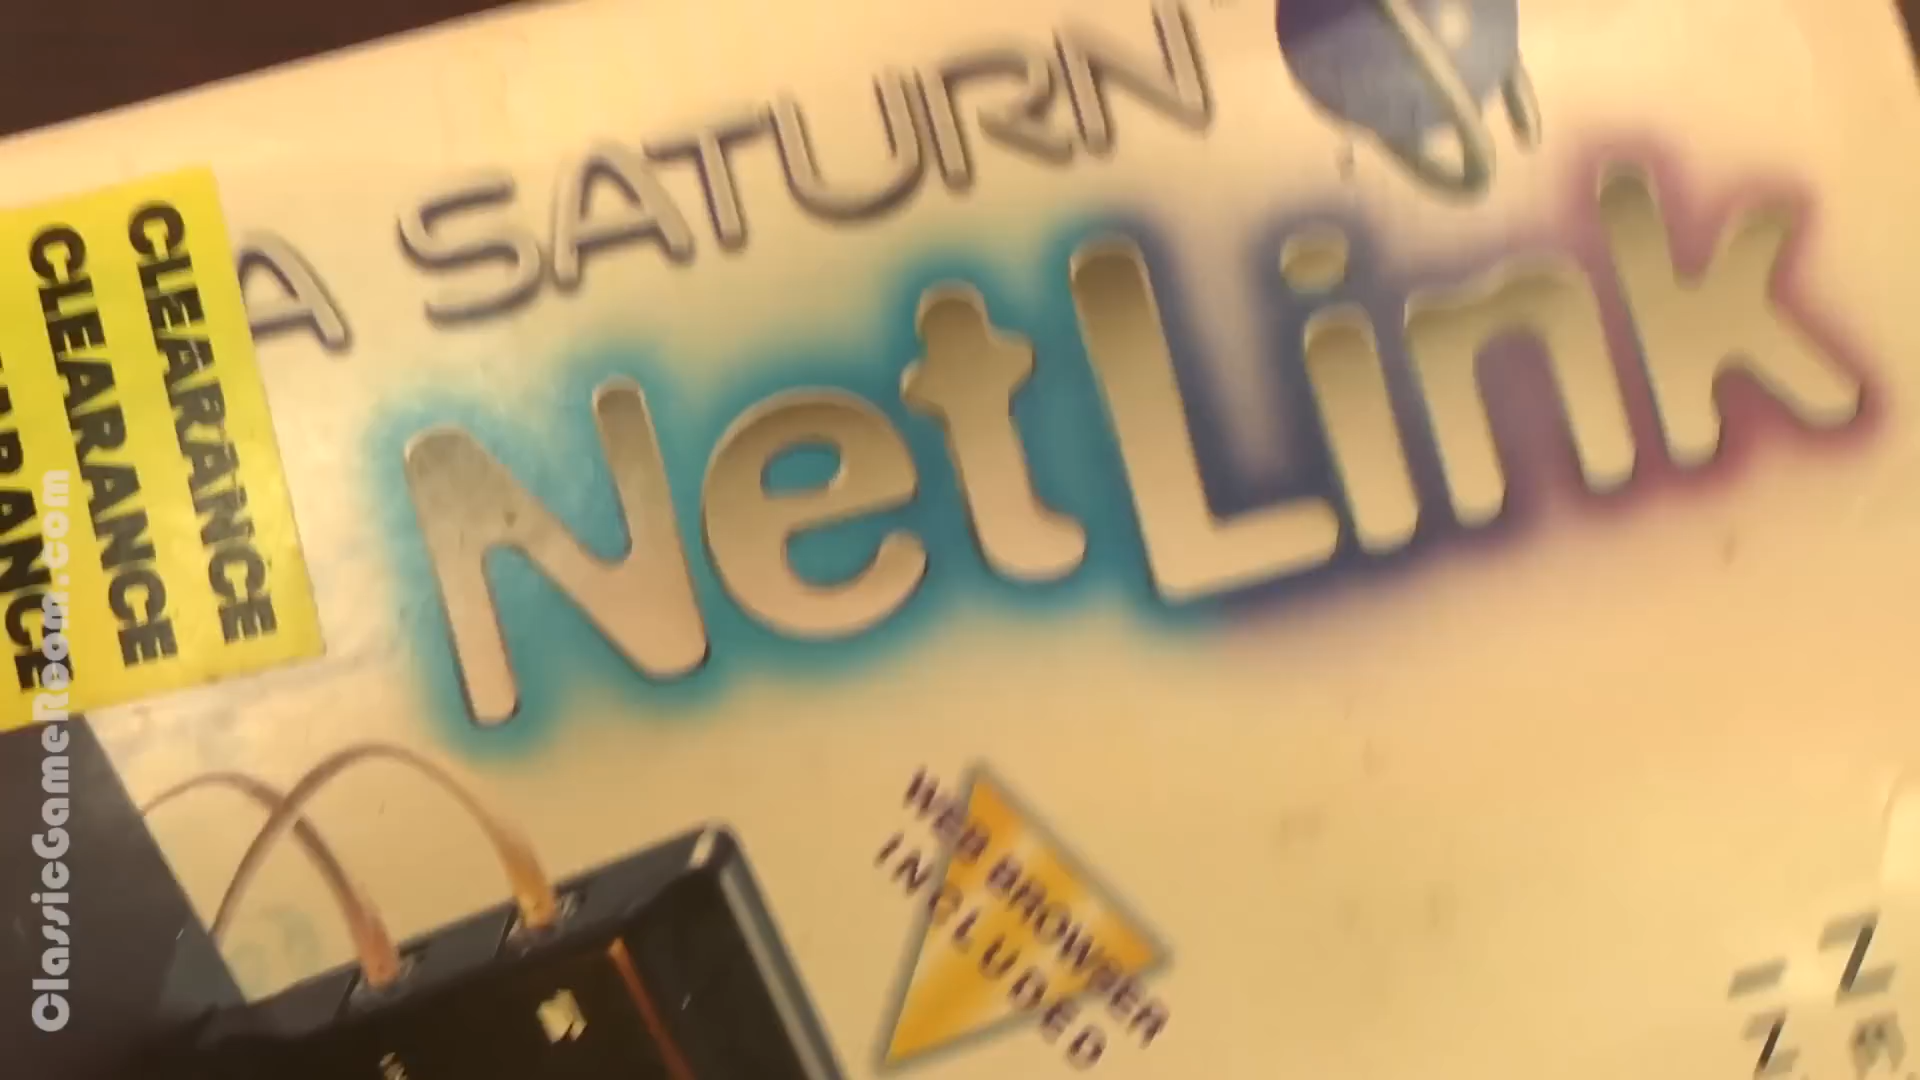 A SATURN
NetLink
CLEARANCE
CLEARANCE
WEB BROWSER
INCLUDED
ClassicGameRoom.com